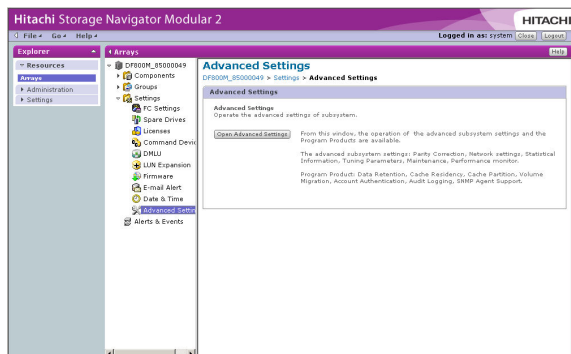 Hitachi Storage Navigator Modular 2
HITACHI
File Go Help
Logged in as: system Close Logout
Explorer
Resources
Arrays
Administration
Settings
Arrays
Help
DF800M_85000049
Components
Groups
Settings
FC Settings
Spare Drives
Licenses
Command Devic
DMLU
LUN Expansion
Firmware
E-mail Alert
Date & Time
Advanced Settin
Alerts & Events
Advanced Settings
DF800M_85000049 > Settings > Advanced Settings
Advanced Settings
Advanced Settings
Operate the advanced settings of subsystem.
Open Advanced Settings
From this window, the operation of the advanced subsystem settings and the
Program Products are available.
The advanced subsystem settings: Parity Correction, Network settings, Statistical
Information, Tuning Parameters, Maintenance, Performance monitor.
Program Product: Data Retention, Cache Residency, Cache Partition, Volume
Migration, Account Authentication, Audit Logging, SNMP Agent Support.